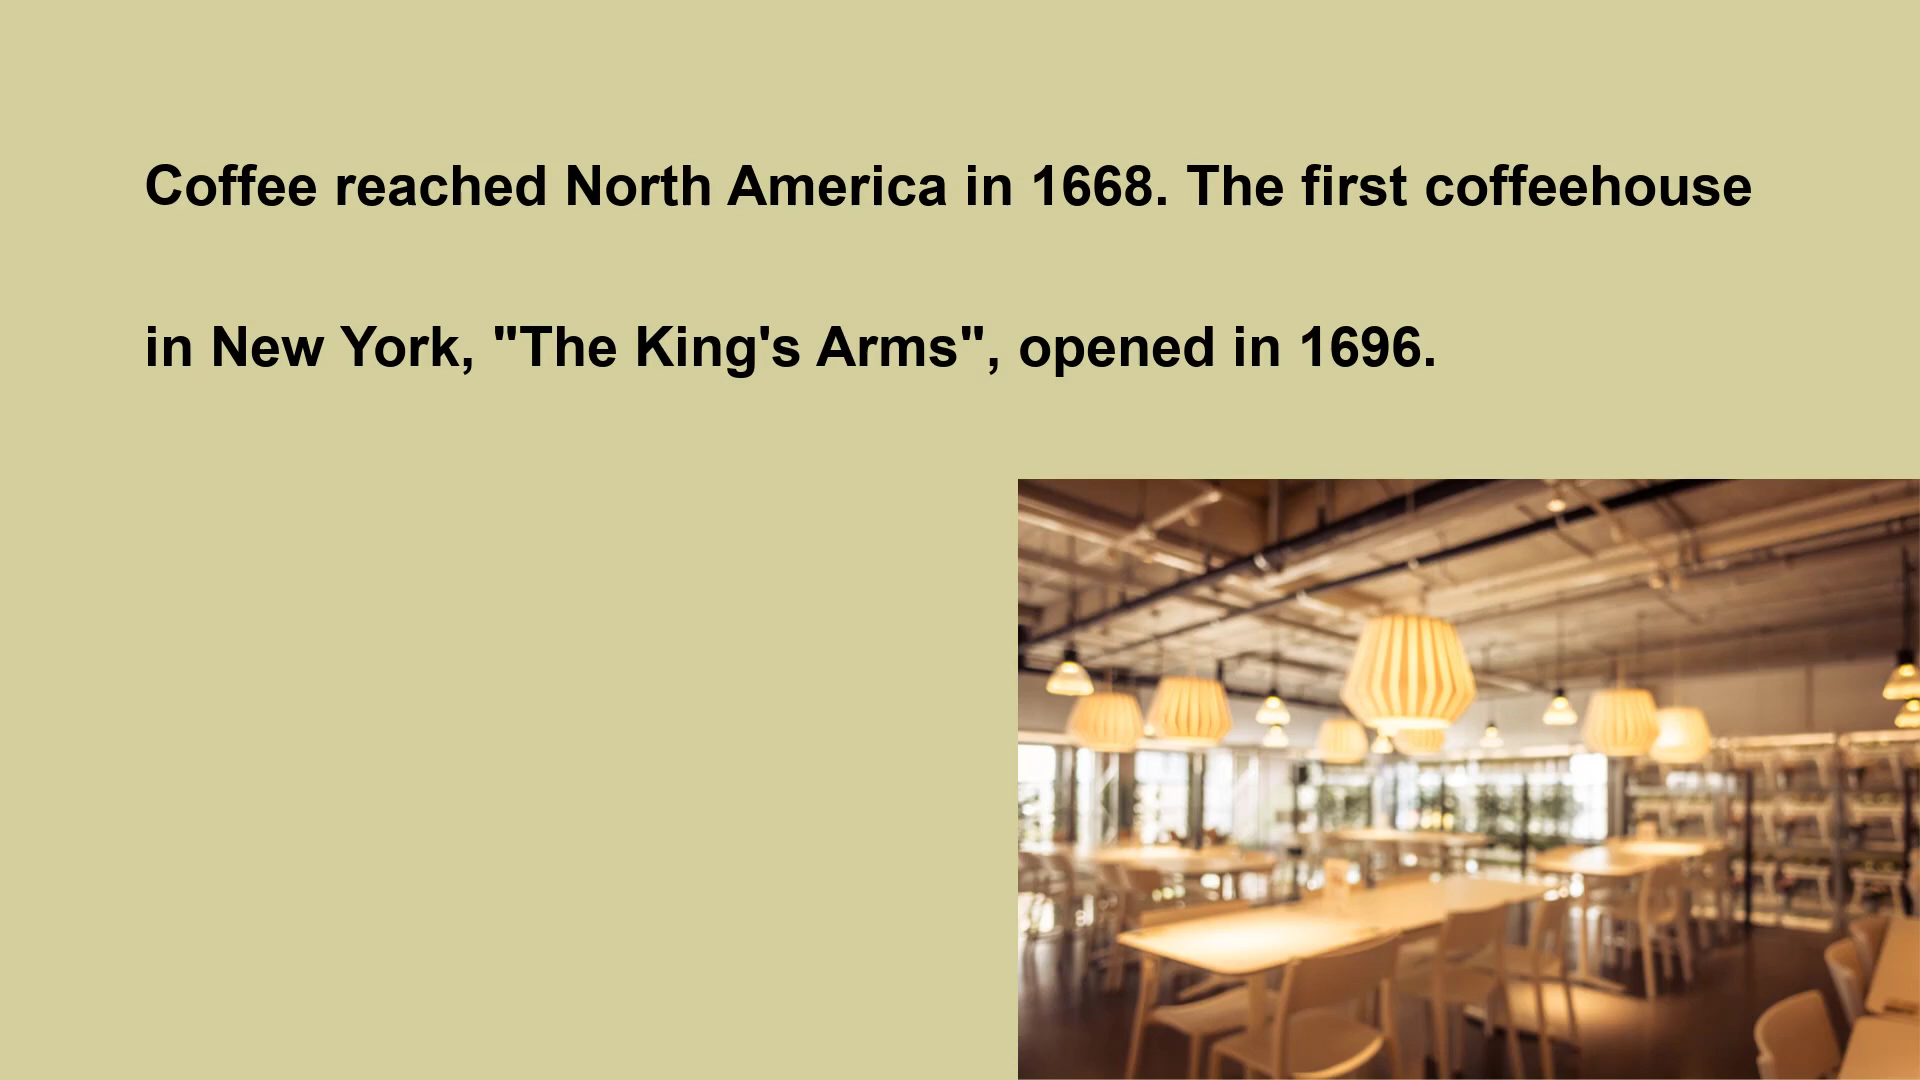 Coffee reached North America in 1668. The first coffeehouse
in New York, "The King's Arms", opened in 1696.